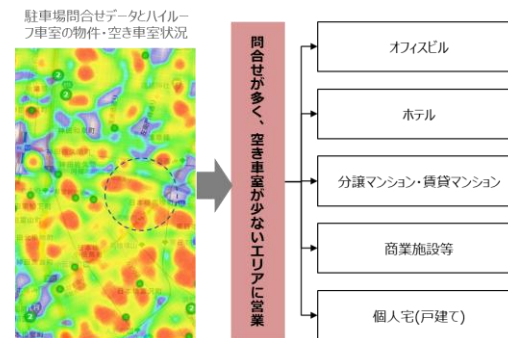 駐車場問合せデータとハイルー
フ車室の物件・空き車室状況
問合せが多く、空き車室が少ないエリアに営業
オフィスビル
ホテル
分譲マンション・賃貸マンション
商業施設等
個人宅(戸建て)
2
2
2